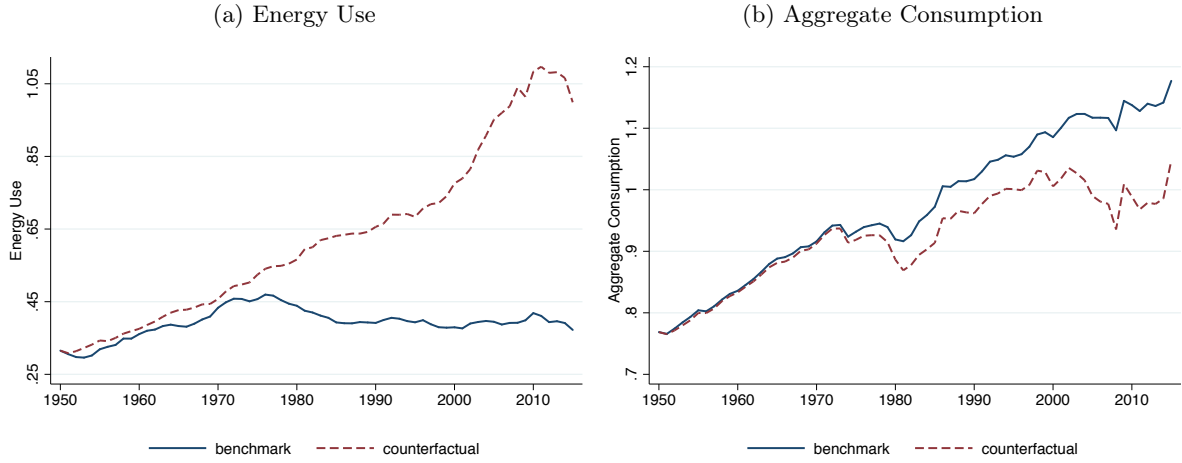 (a) Energy Use
Energy Use
1.05
.85
.65
.45
.25
1950 1960 1970 1980 1990 2000 2010
benchmark counterfactual
(b) Aggregate Consumption
Aggregate Consumption
1.2
1.1
1
.9
.8
.7
1950 1960 1970 1980 1990 2000 2010
benchmark counterfactual